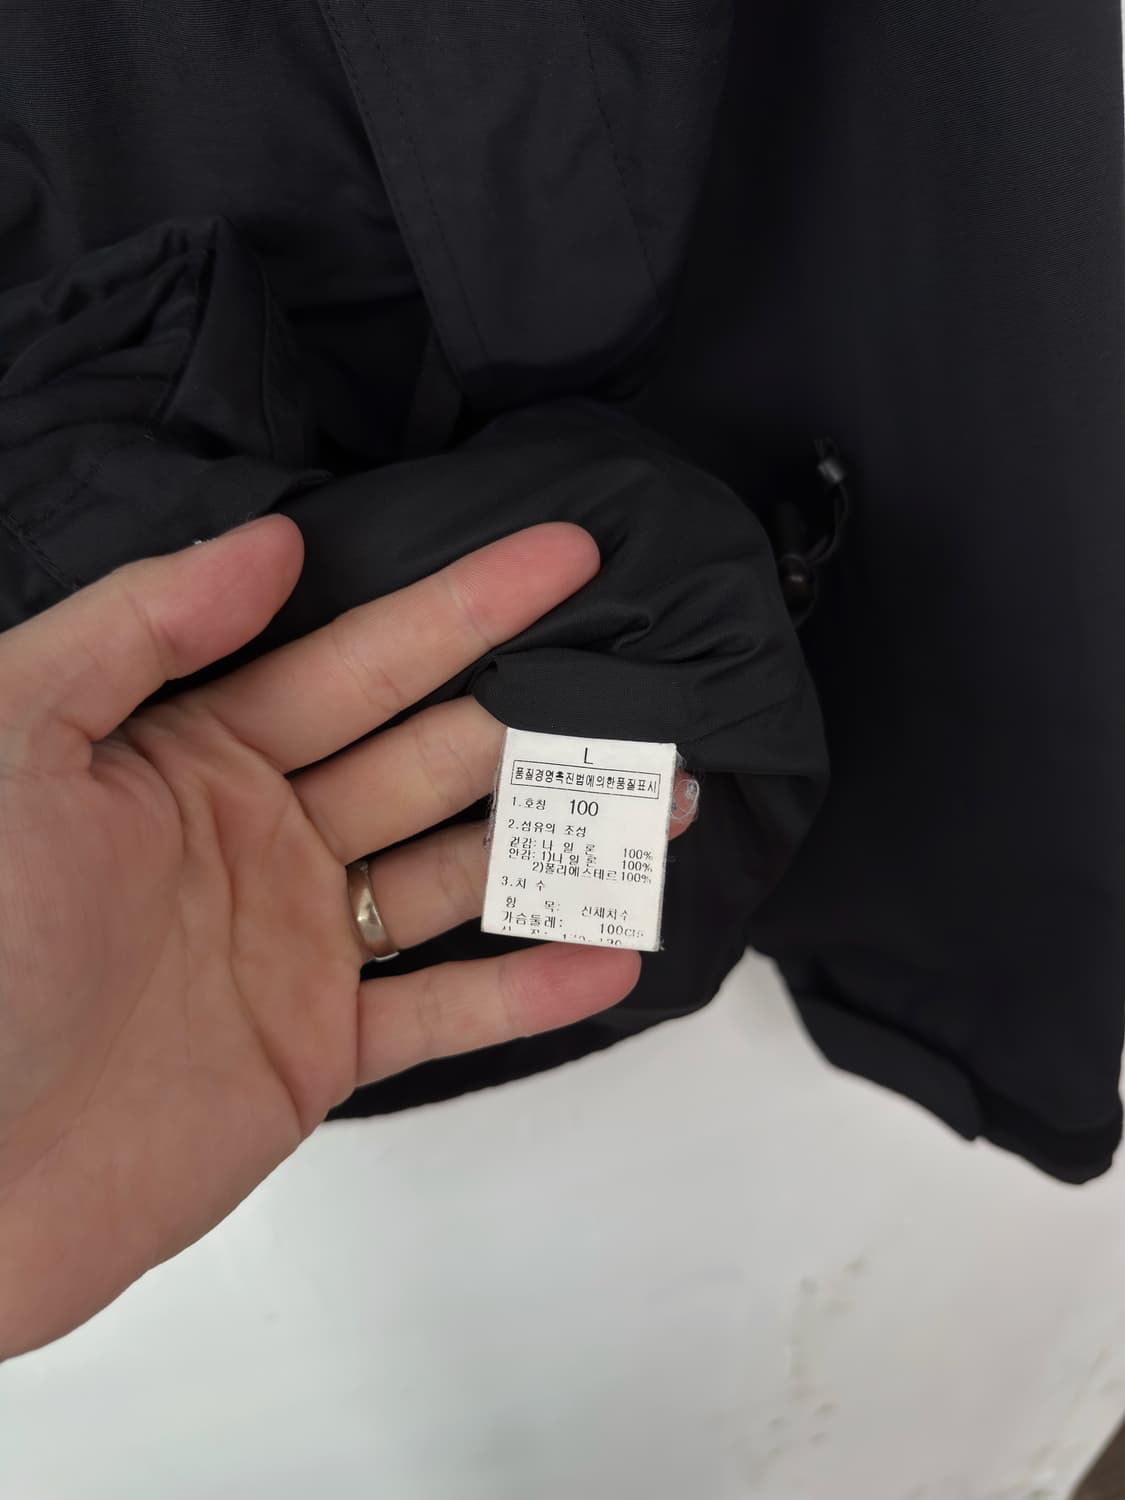 L
품질경영촉진법에의한품질표시
1.호칭 100
2.섬유의 조성
겉감: 나 일 론 100%
안감: 1)나 일 론 100%
2)폴리에스테르100%
3.치 수
항 목: 신체치수
가슴둘레: 100cm